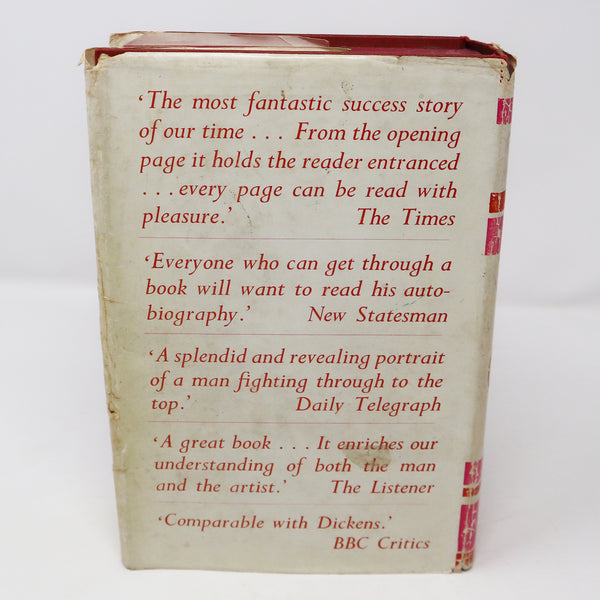 ‘The most fantastic success story
of our time . . . From the opening
page it holds the reader entranced
. . . every page can be read with
pleasure.’ The Times
‘Everyone who can get through a
book will want to read his auto-
biography.’ New Statesman
‘A splendid and revealing portrait
of a man fighting through to the
top.’ Daily Telegraph
‘A great book . . . It enriches our
understanding of both the man
and the artist.’ The Listener
‘Comparable with Dickens.’
BBC Critics